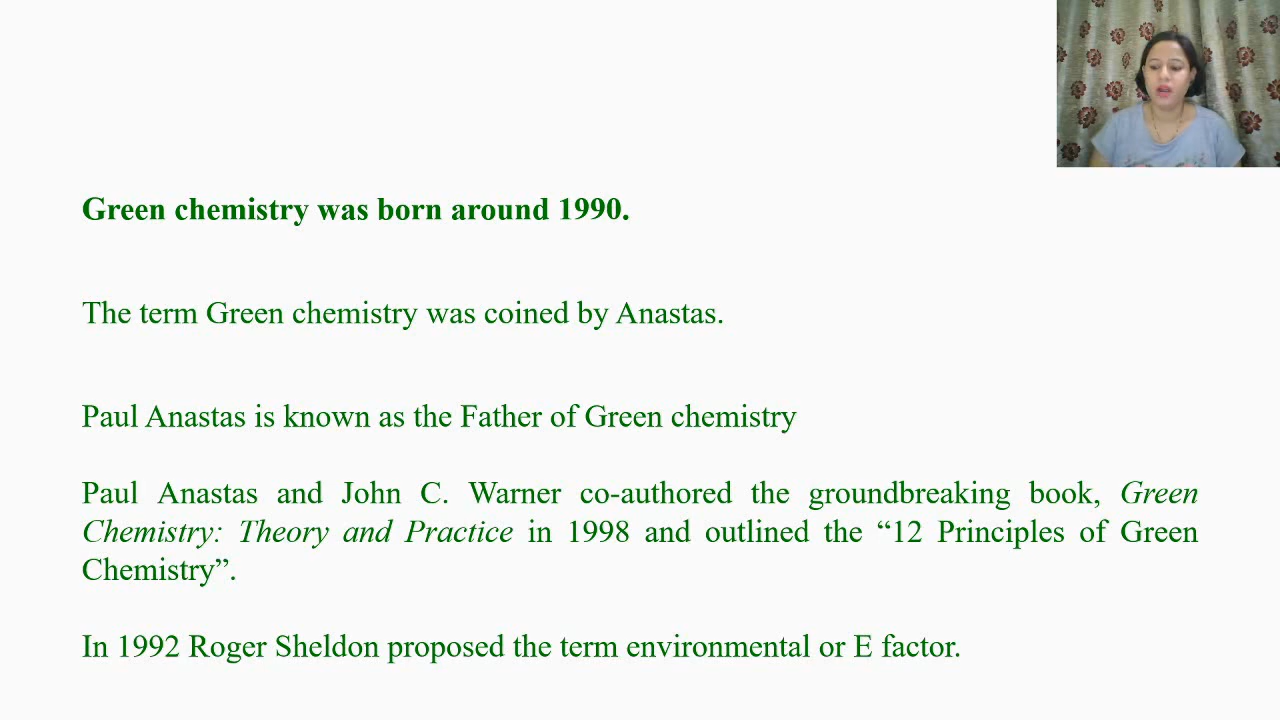 Green chemistry was born around 1990.
The term Green chemistry was coined by Anastas.
Paul Anastas is known as the Father of Green chemistry
Paul Anastas and John C. Warner co-authored the groundbreaking book, Green
Chemistry: Theory and Practice in 1998 and outlined the “12 Principles of Green
Chemistry”.
In 1992 Roger Sheldon proposed the term environmental or E factor.